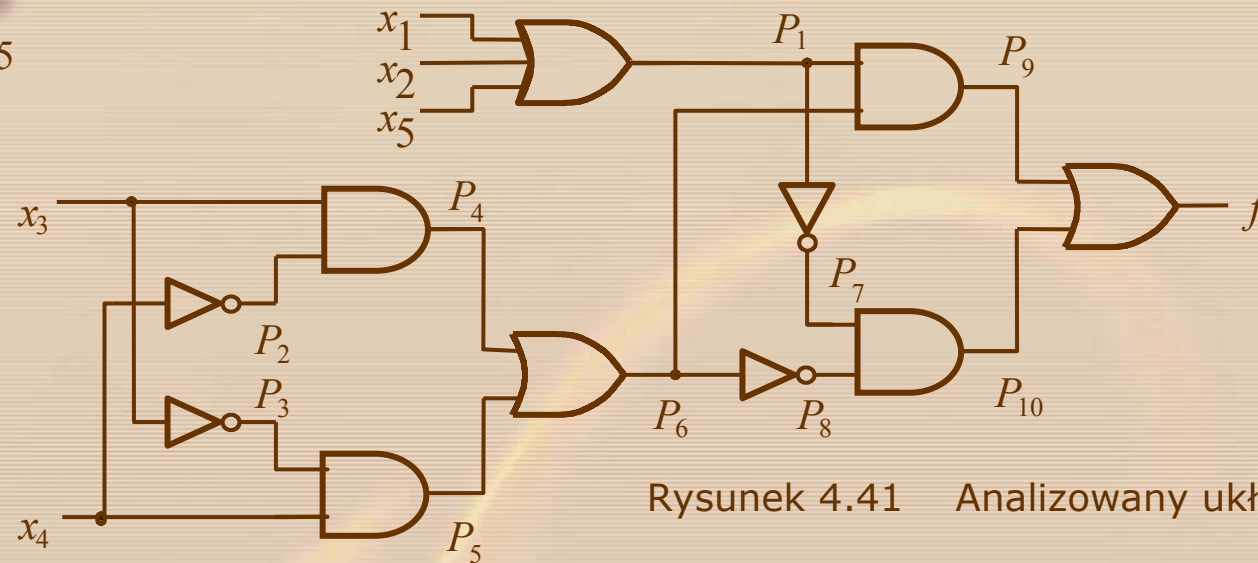 5
x1
x2
x5
P1
P9
x3
P4
f
P7
P2
P3
P6
P8
P10
Rysunek 4.41 Analizowany ukł
x4
P5